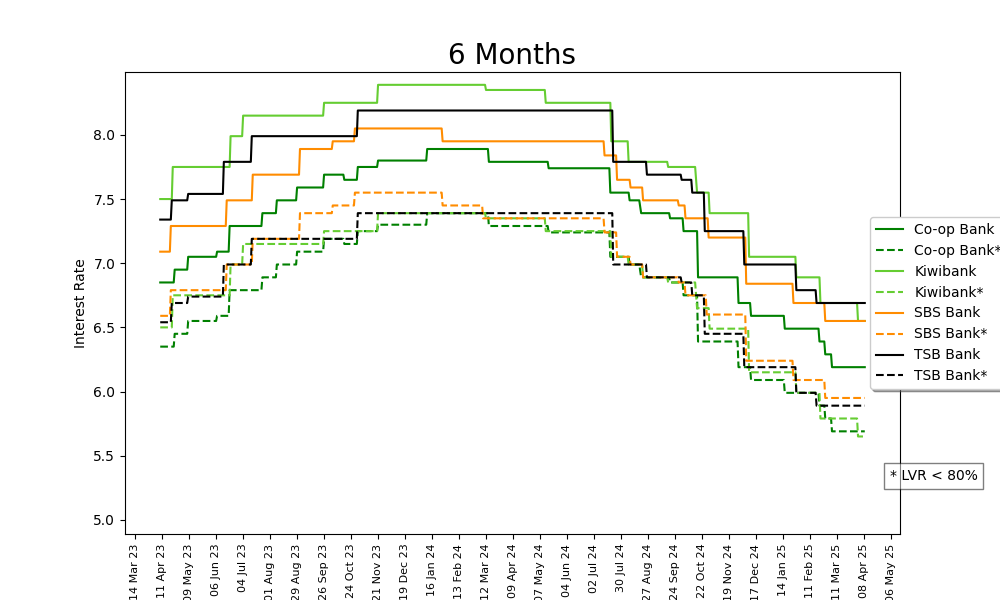 6 Months
Interest Rate
8.0
7.5
7.0
6.5
6.0
5.5
5.0
14 Mar 23
11 Apr 23
09 May 23
06 Jun 23
04 Jul 23
01 Aug 23
29 Aug 23
26 Sep 23
24 Oct 23
21 Nov 23
19 Dec 23
16 Jan 24
13 Feb 24
12 Mar 24
09 Apr 24
07 May 24
04 Jun 24
02 Jul 24
30 Jul 24
27 Aug 24
24 Sep 24
22 Oct 24
19 Nov 24
17 Dec 24
14 Jan 25
11 Feb 25
11 Mar 25
08 Apr 25
06 May 25
Co-op Bank
Co-op Bank*
Kiwibank
Kiwibank*
SBS Bank
SBS Bank*
TSB Bank
TSB Bank*
* LVR < 80%